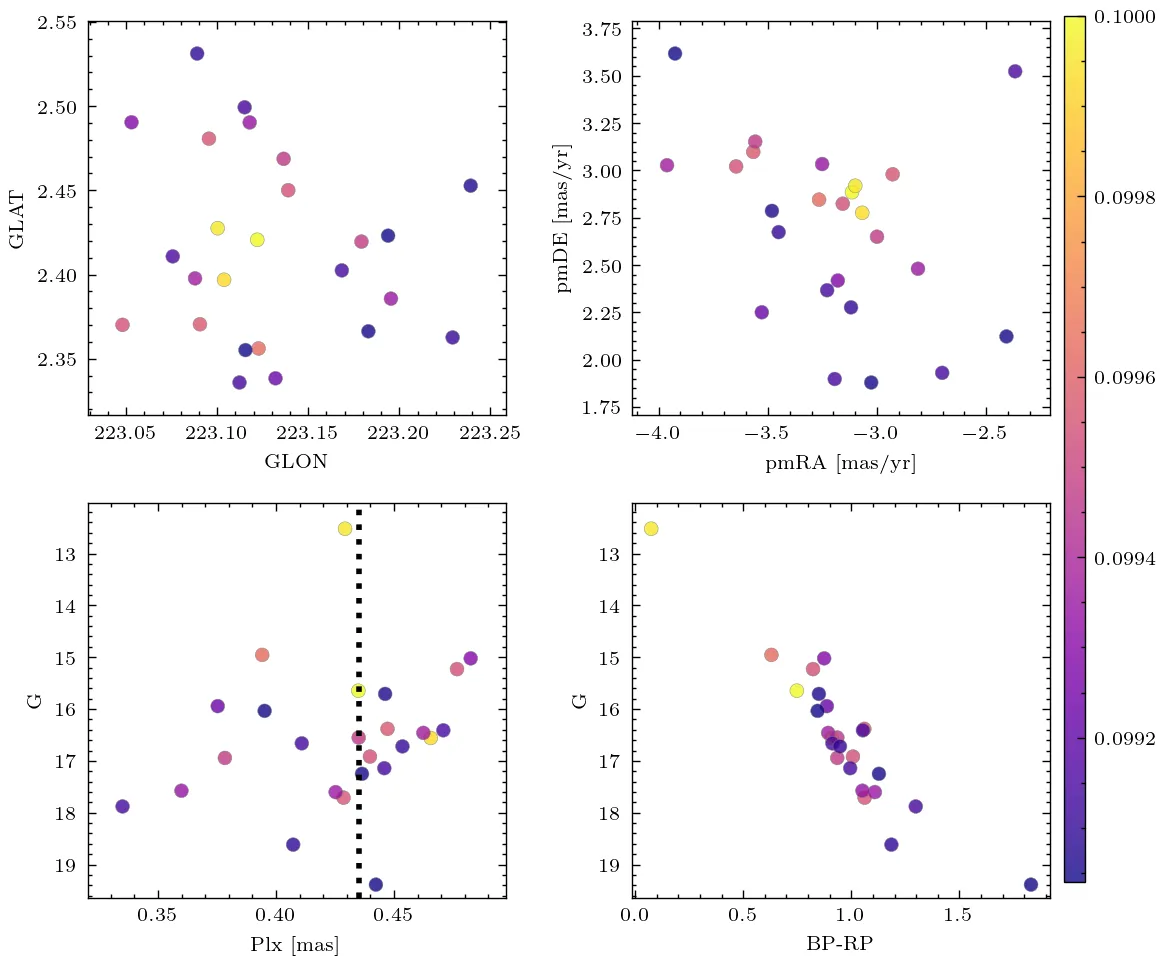 2.55
2.50
2.45
2.40
2.35
GLAT
223.05 223.10 223.15 223.20 223.25
GLON
3.75
3.50
3.25
3.00
2.75
2.50
2.25
2.00
1.75
pmDE [mas/yr]
−4.0 −3.5 −3.0 −2.5
pmRA [mas/yr]
0.1000
0.0998
0.0996
0.0994
0.0992
13
14
15
16
17
18
19
G
0.35 0.40 0.45
Plx [mas]
13
14
15
16
17
18
19
G
0.0 0.5 1.0 1.5
BP-RP